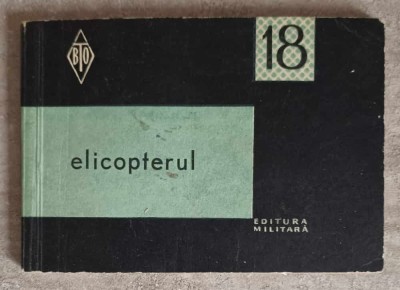 BTO
18
elicopterul
EDITURA
MILITARĂ